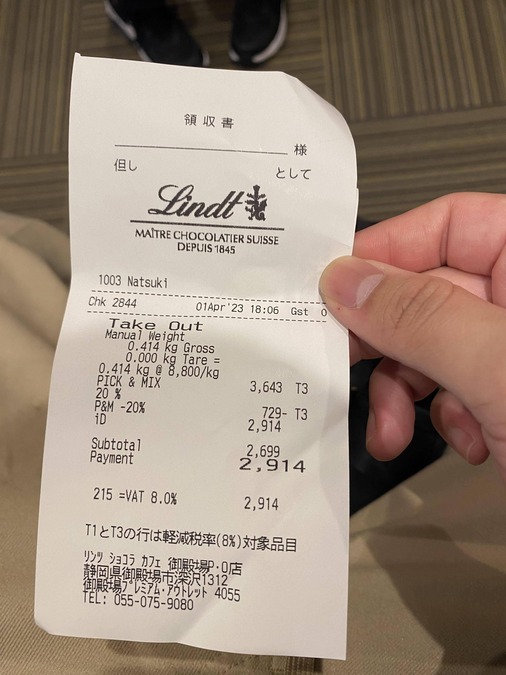 領収書
様
但し として
Lindt
MAÎTRE CHOCOLATIER SUISSE
DEPUIS 1845
1003 Natsuki
Chk 2844 01Apr'23 18:06 Gst 0
Take Out
Manual Weight
0.414 kg Gross
0.000 kg Tare =
0.414 kg @ 8,800/kg
PICK & MIX 3,643 T3
20 %
P&M -20% 729- T3
iD 2,914
Subtotal 2,699
Payment 2,914
215 =VAT 8.0% 2,914
T1とT3の行は軽減税率(8%)対象品目
リンツ ショコラ カフェ 御殿場P･O店
静岡県御殿場市深沢1312
御殿場ﾌﾟﾚﾐｱﾑ･ｱｳﾄﾚｯﾄ 4055
TEL: 055-075-9080